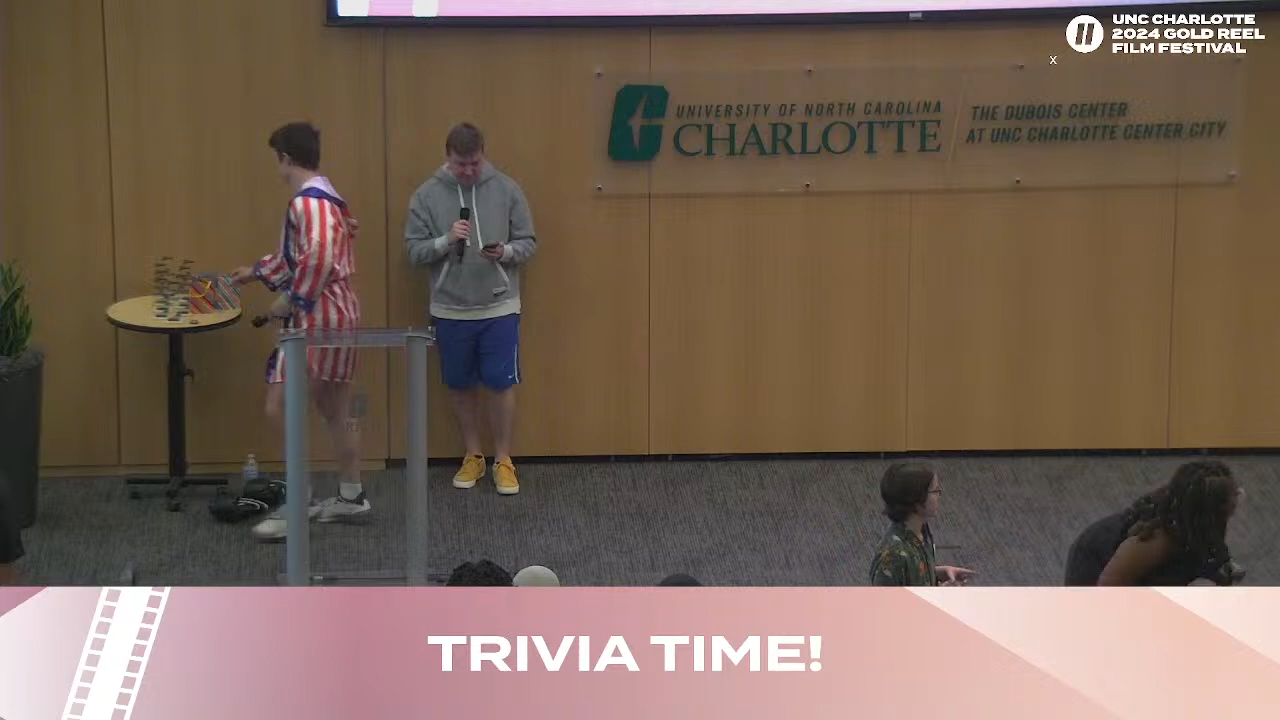 UNC CHARLOTTE
2024 GOLD REEL
FILM FESTIVAL
x
UNIVERSITY OF NORTH CAROLINA
CHARLOTTE
THE DUBOIS CENTER
AT UNC CHARLOTTE CENTER CITY
TRIVIA TIME!